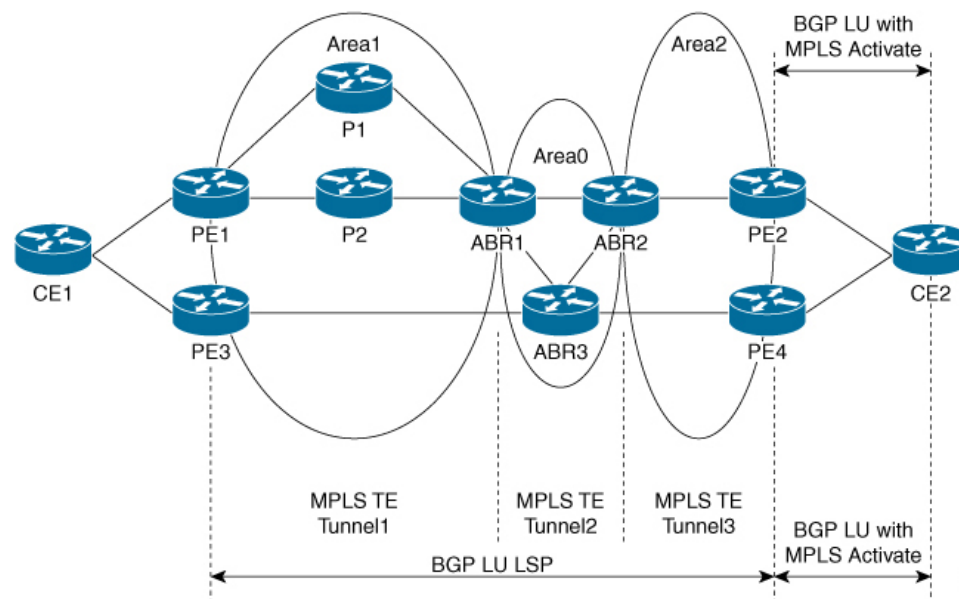 BGP LU with
MPLS Activate
Area1
Area2
P1
Area0
PE1
P2
ABR1
ABR2
PE2
CE1
CE2
PE3
ABR3
PE4
MPLS TE
Tunnel1
MPLS TE
Tunnel2
MPLS TE
Tunnel3
BGP LU with
MPLS Activate
BGP LU LSP